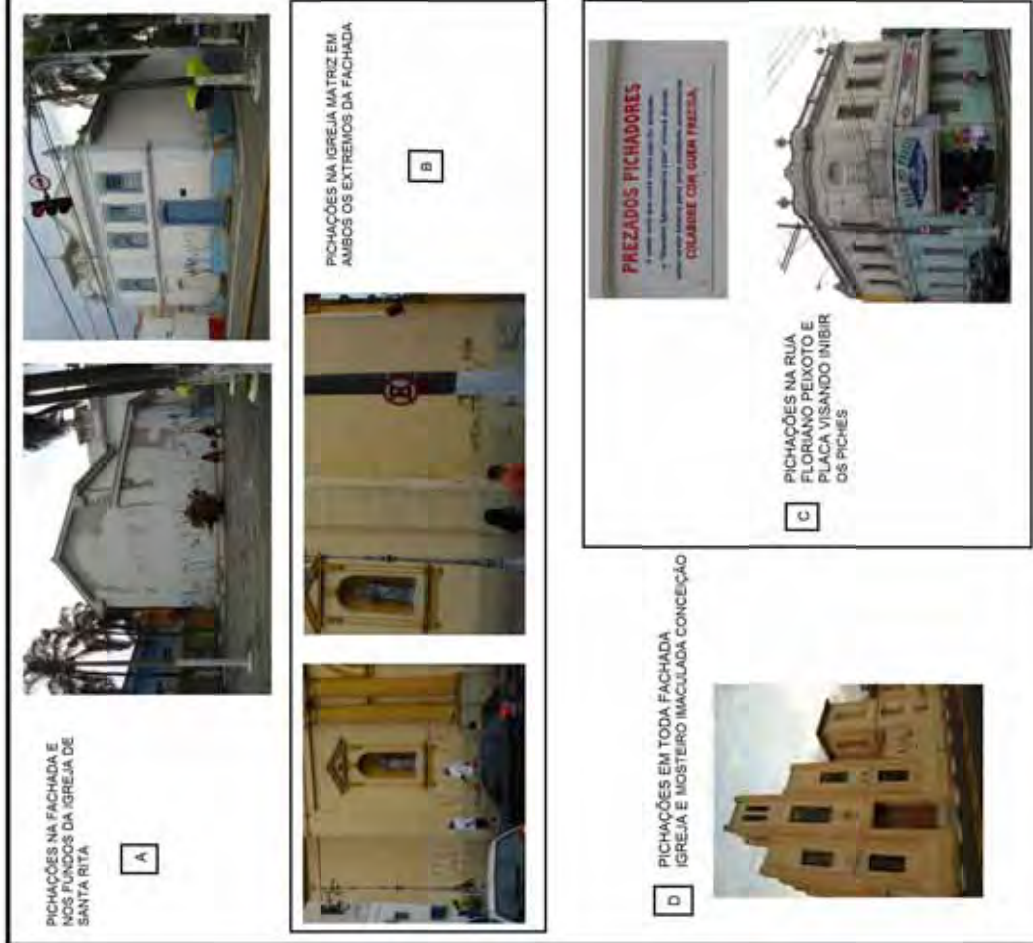 PICHAÇÕES NA FACHADA E
NOS FUNDOS DA IGREJA DE
SANTA RITA
A
PICHAÇÕES NA IGREJA MATRIZ EM
AMBOS OS EXTREMOS DA FACHADA
B
D
PICHAÇÕES EM TODA FACHADA
IGREJA E MOSTEIRO IMACULADA CONCEIÇÃO
C
PICHAÇÕES NA RUA
FLORIANO PEIXOTO E
PLACA VISANDO INIBIR
OS PICHES
PREZADOS PICHADORES
COLABORE COM QUEM PRECISA.